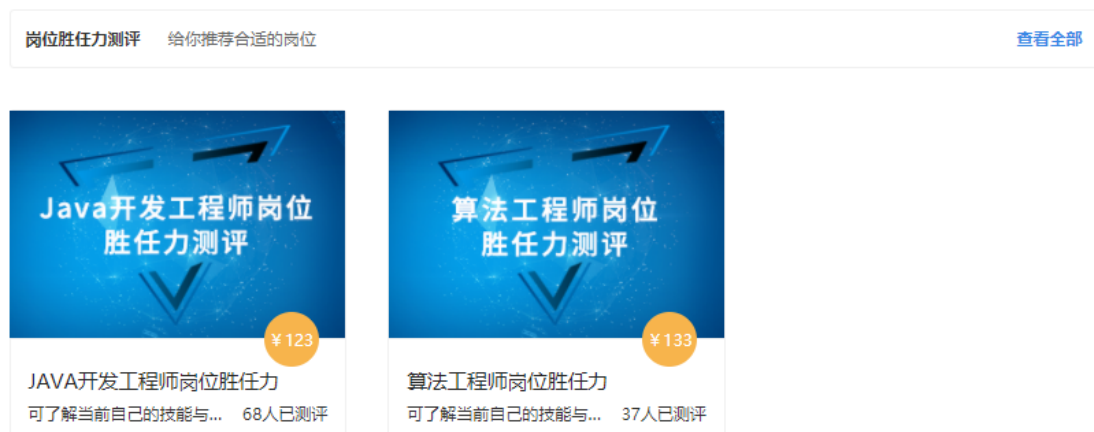 岗位胜任力测评 给你推荐合适的岗位 查看全部
Java开发工程师岗位
胜任力测评
¥123
JAVA开发工程师岗位胜任力
可了解当前自己的技能与... 68人已测评
算法工程师岗位
胜任力测评
¥133
算法工程师岗位胜任力
可了解当前自己的技能与... 37人已测评